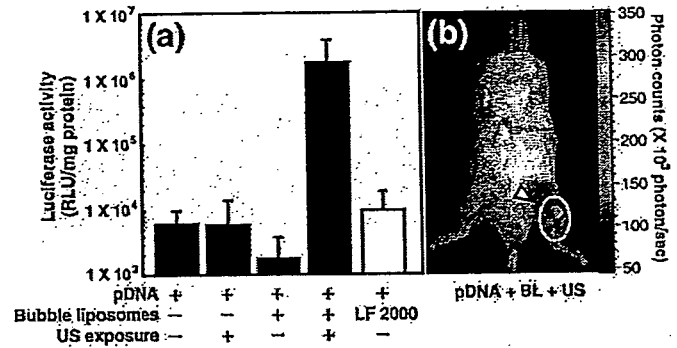 (a)
Luciferase activity
(RLU/mg protein)
1 X 10⁷
1 X 10⁶
1 X 10⁵
1 X 10⁴
1 X 10³
pDNA + + + + +
Bubble liposomes − − + + LF 2000
US exposure − + − +
(b)
350
300
250
200
150
100
50
Photon counts (X 10³ photon/sec)
pDNA + BL + US